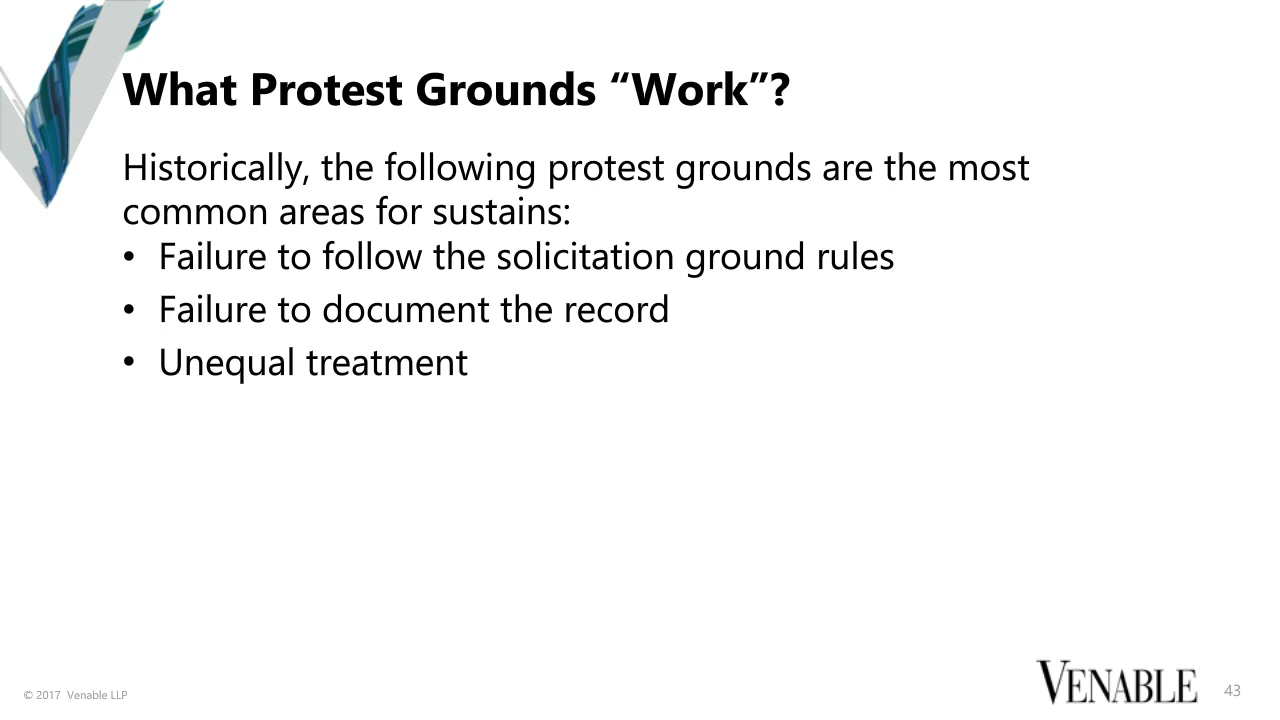 What Protest Grounds “Work”?
Historically, the following protest grounds are the most
common areas for sustains:
• Failure to follow the solicitation ground rules
• Failure to document the record
• Unequal treatment
© 2017 Venable LLP
VENABLE
43